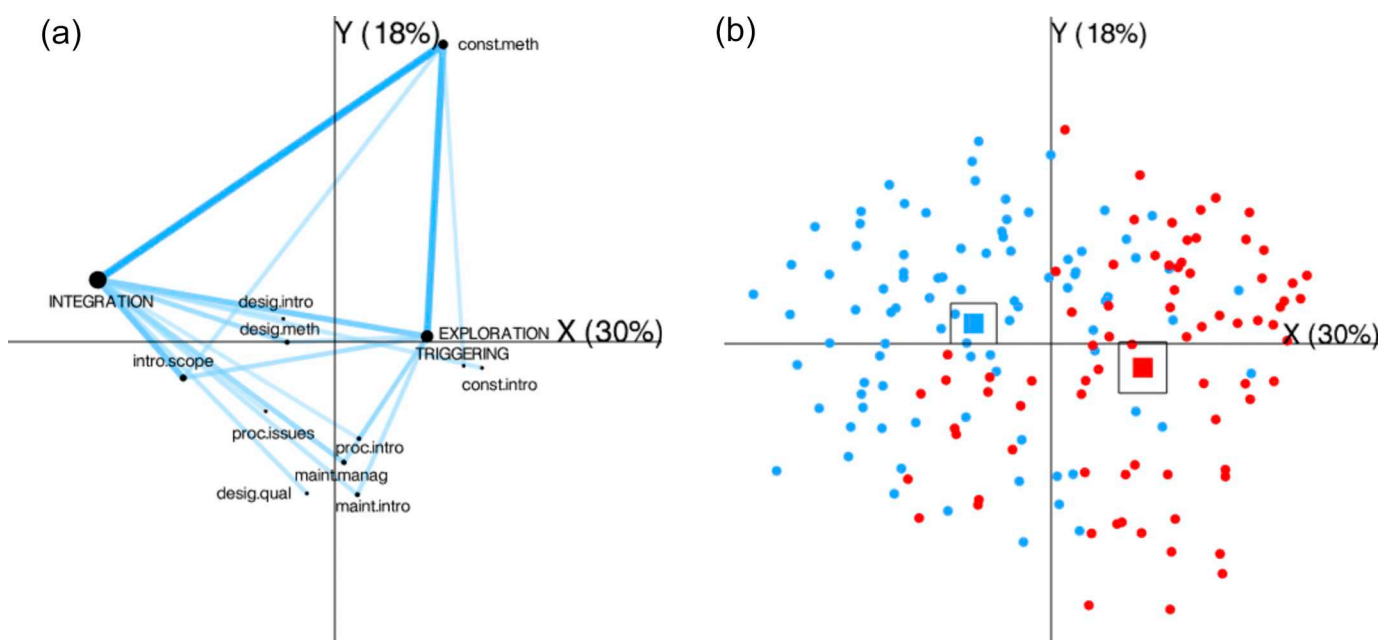 (a)
Y (18%)
const.meth
INTEGRATION
desig.intro
desig.meth
EXPLORATION
X (30%)
TRIGGERING
intro.scope
const.intro
proc.issues
proc.intro
maint.manag
desig.qual
maint.intro
(b)
Y (18%)
X (30%)